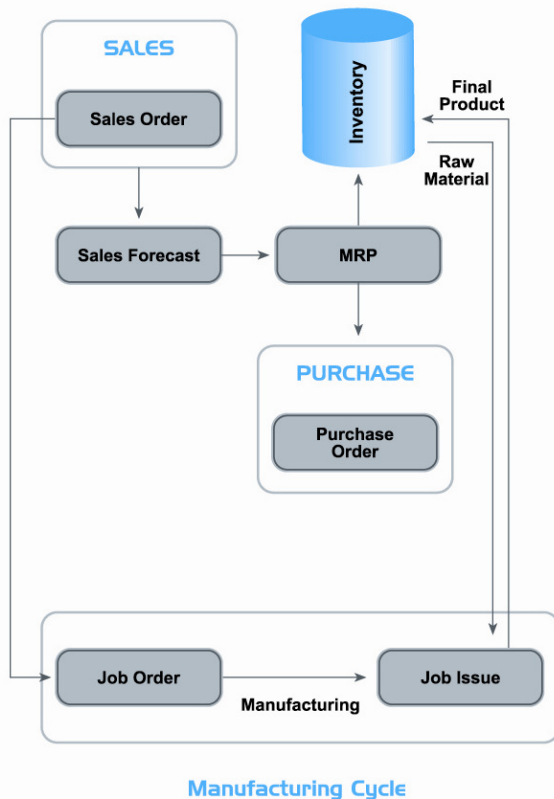 SALES
Sales Order
Inventory
Final
Product
Raw
Material
Sales Forecast
MRP
PURCHASE
Purchase
Order
Job Order
Manufacturing
Job Issue
Manufacturing Cycle